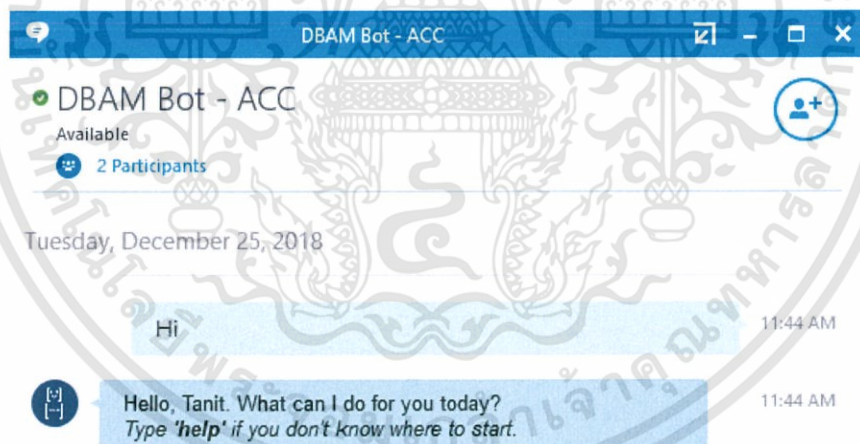 DBAM Bot - ACC
DBAM Bot - ACC
Available
2 Participants
Tuesday, December 25, 2018
Hi
11:44 AM
Hello, Tanit. What can I do for you today?
11:44 AM
Type 'help' if you don't know where to start.